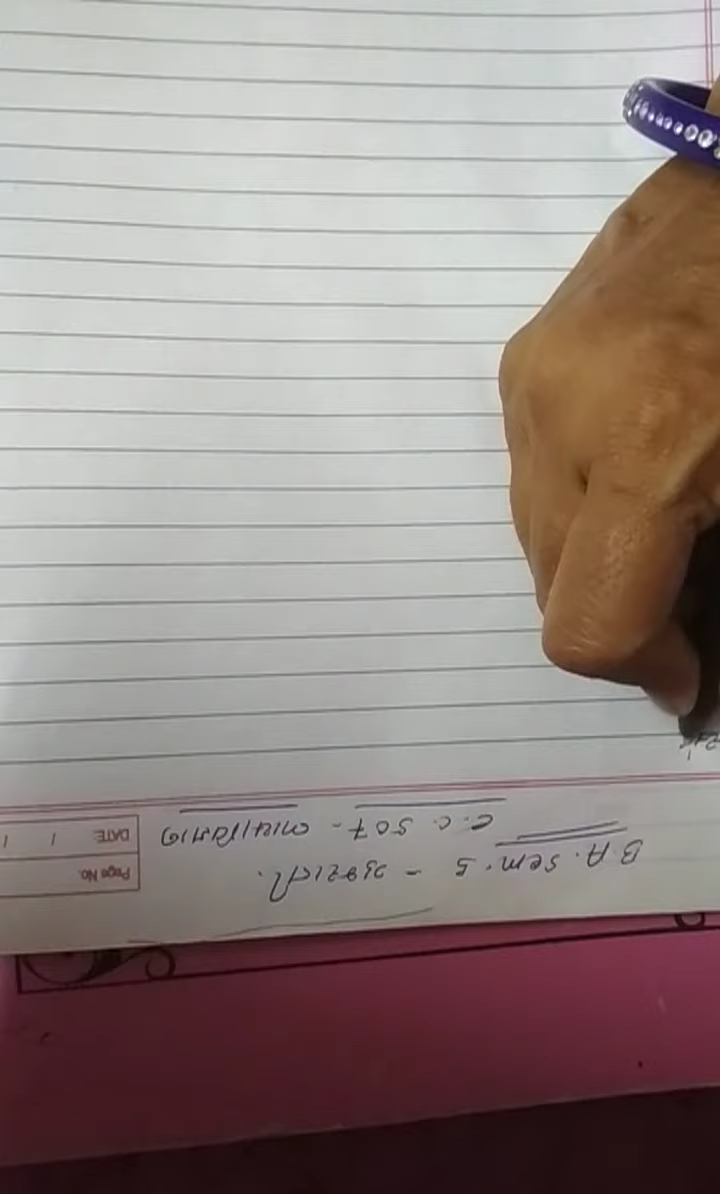 B.A. Sem. 5 - ગુજરાતી.
C.C. 507 - ભાષાવિજ્ઞાન
Page No.
DATE / /